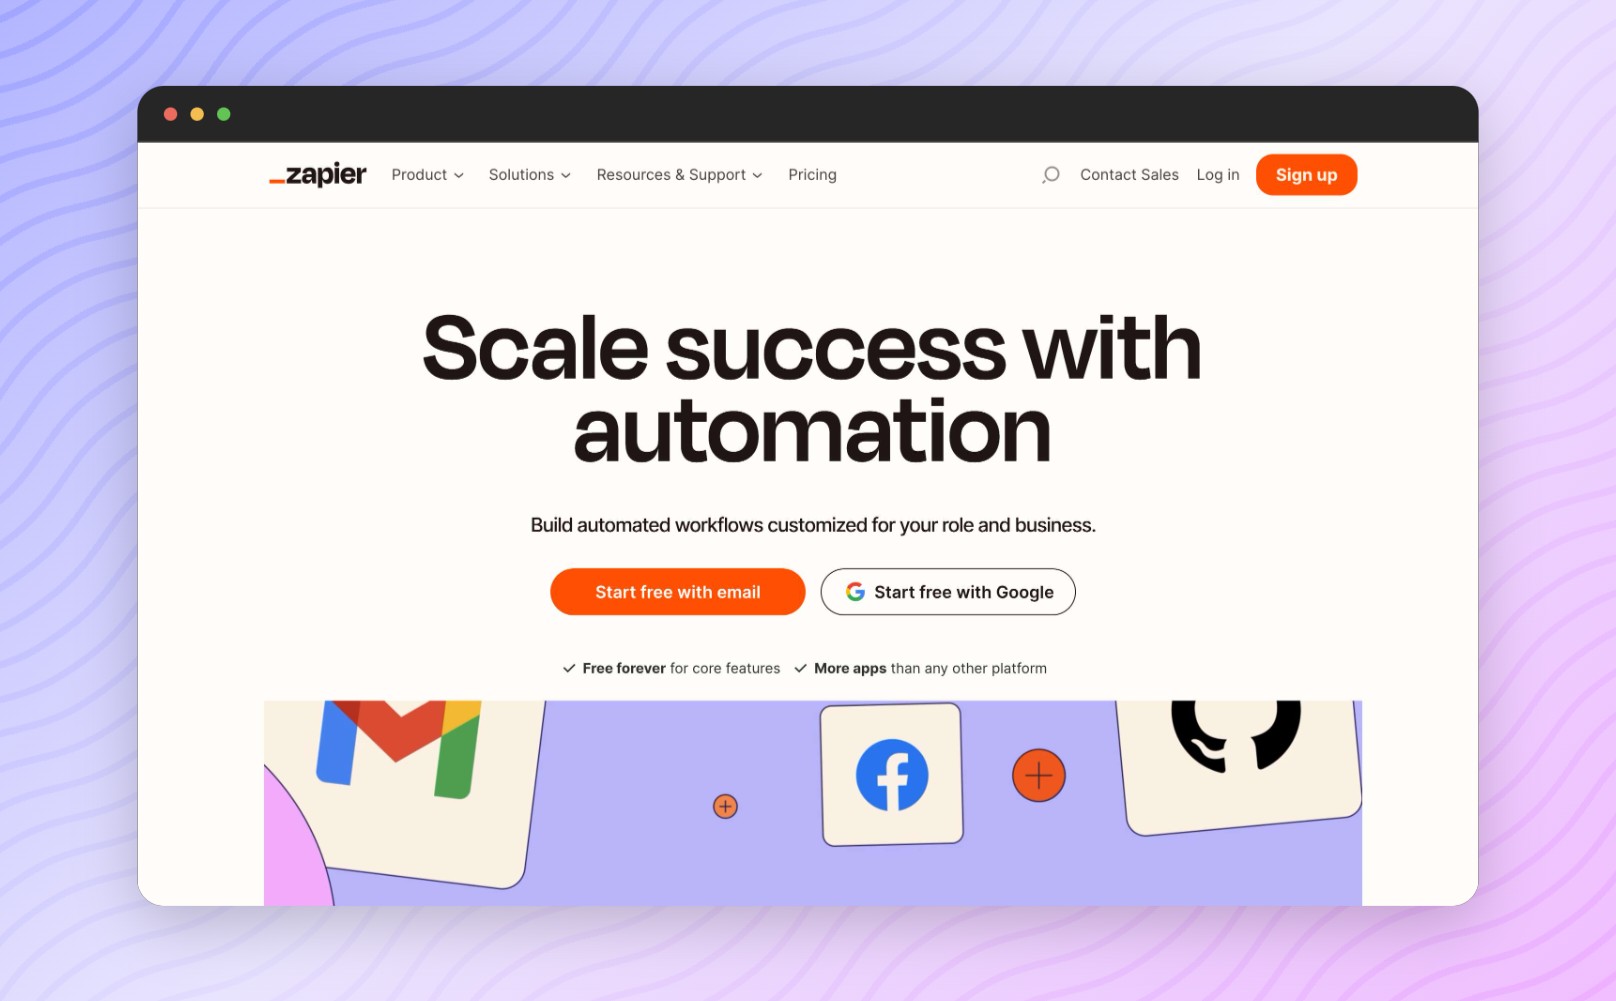 _zapier Product Solutions Resources & Support Pricing Contact Sales Log in Sign up
Scale success with
automation
Build automated workflows customized for your role and business.
Start free with email Start free with Google
Free forever for core features More apps than any other platform